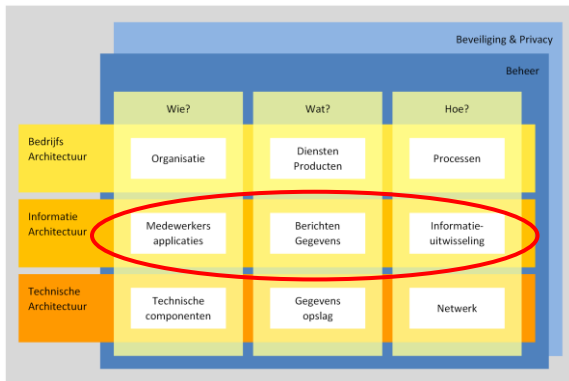 Beveiliging & Privacy
Beheer
Wie?
Wat?
Hoe?
Bedrijfs
Architectuur
Organisatie
Diensten
Producten
Processen
Informatie
Architectuur
Medewerkers
applicaties
Berichten
Gegevens
Informatie-
uitwisseling
Technische
Architectuur
Technische
componenten
Gegevens
opslag
Netwerk